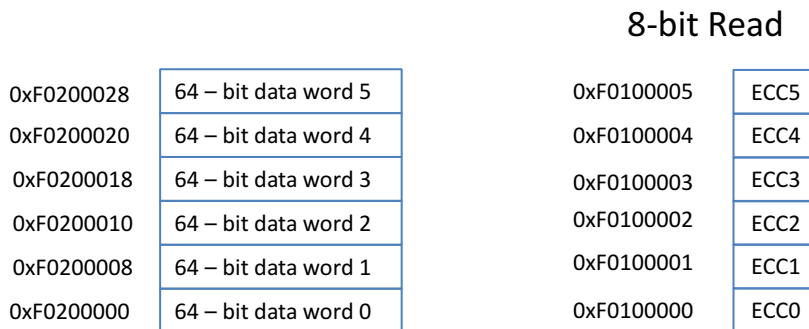 8-bit Read
0xF0200028 64 – bit data word 5 0xF0100005 ECC5
0xF0200020 64 – bit data word 4 0xF0100004 ECC4
0xF0200018 64 – bit data word 3 0xF0100003 ECC3
0xF0200010 64 – bit data word 2 0xF0100002 ECC2
0xF0200008 64 – bit data word 1 0xF0100001 ECC1
0xF0200000 64 – bit data word 0 0xF0100000 ECC0